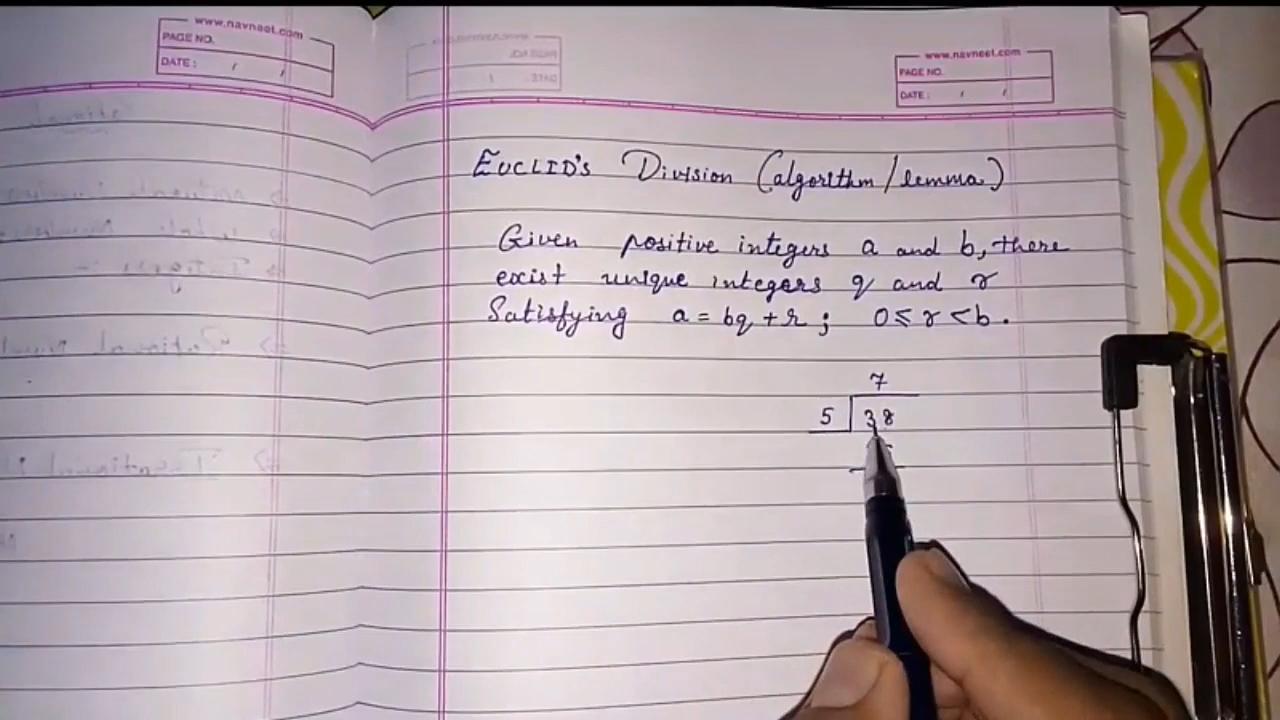 www.navneet.com
PAGE NO.
DATE: / /
www.navneet.com
PAGE NO.
DATE: / /
EUCLID's Division (algorithm/lemma)
Given positive integers a and b, there
exist unique integers q and r
Satisfying a = bq + r ; 0 ≤ r < b.
7
5 38